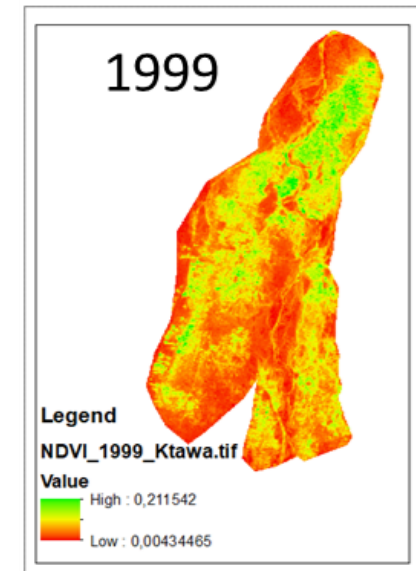 1999
Legend
NDVI_1999_Ktawa.tif
Value
High : 0,211542
Low : 0,00434465